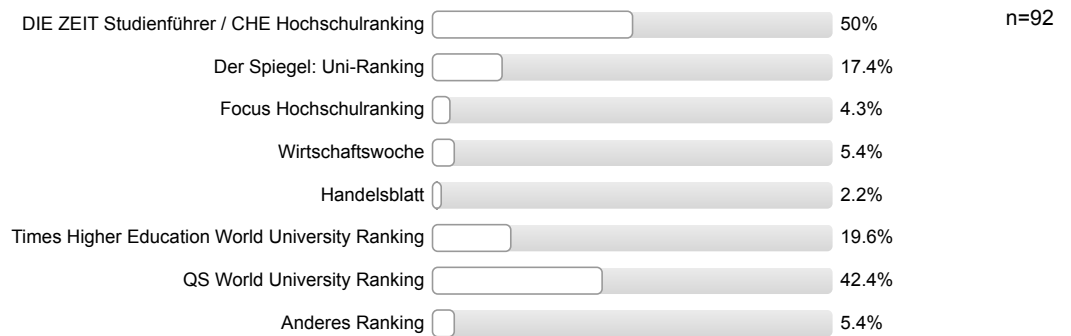 DIE ZEIT Studienführer / CHE Hochschulranking 50% n=92
Der Spiegel: Uni-Ranking 17.4%
Focus Hochschulranking 4.3%
Wirtschaftswoche 5.4%
Handelsblatt 2.2%
Times Higher Education World University Ranking 19.6%
QS World University Ranking 42.4%
Anderes Ranking 5.4%